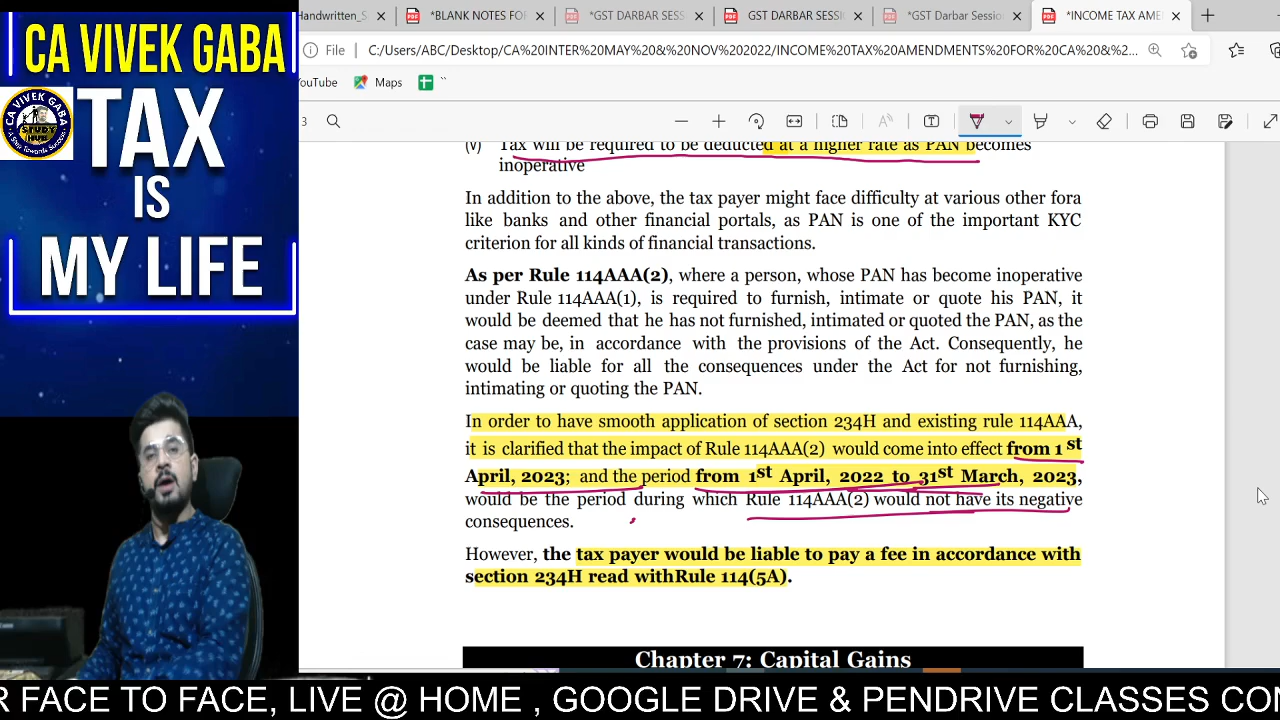 CA VIVEK GABA
CA VIVEK GABA
STUDY
HUB
TAX
IS
MY LIFE
Handwritten_S
*BLANK NOTES FO
*GST DARBAR SESS
GST DARBAR SESSI
*GST Darbar Sessi
*INCOME TAX AME
File
C:/Users/ABC/Desktop/CA%20INTER%20MAY%20&%20NOV%202022/INCOME%20TAX%20AMENDMENTS%20FOR%20CA%20&%2...
YouTube
Maps
3
(v) Tax will be required to be deducted at a higher rate as PAN becomes
inoperative
In addition to the above, the tax payer might face difficulty at various other fora
like banks and other financial portals, as PAN is one of the important KYC
criterion for all kinds of financial transactions.
As per Rule 114AAA(2), where a person, whose PAN has become inoperative
under Rule 114AAA(1), is required to furnish, intimate or quote his PAN, it
would be deemed that he has not furnished, intimated or quoted the PAN, as the
case may be, in accordance with the provisions of the Act. Consequently, he
would be liable for all the consequences under the Act for not furnishing,
intimating or quoting the PAN.
In order to have smooth application of section 234H and existing rule 114AAA,
it is clarified that the impact of Rule 114AAA(2) would come into effect from 1st
April, 2023; and the period from 1st April, 2022 to 31st March, 2023,
would be the period during which Rule 114AAA(2) would not have its negative
consequences.
However, the tax payer would be liable to pay a fee in accordance with
section 234H read withRule 114(5A).
Chapter 7: Capital Gains
R FACE TO FACE, LIVE @ HOME , GOOGLE DRIVE & PENDRIVE CLASSES CON